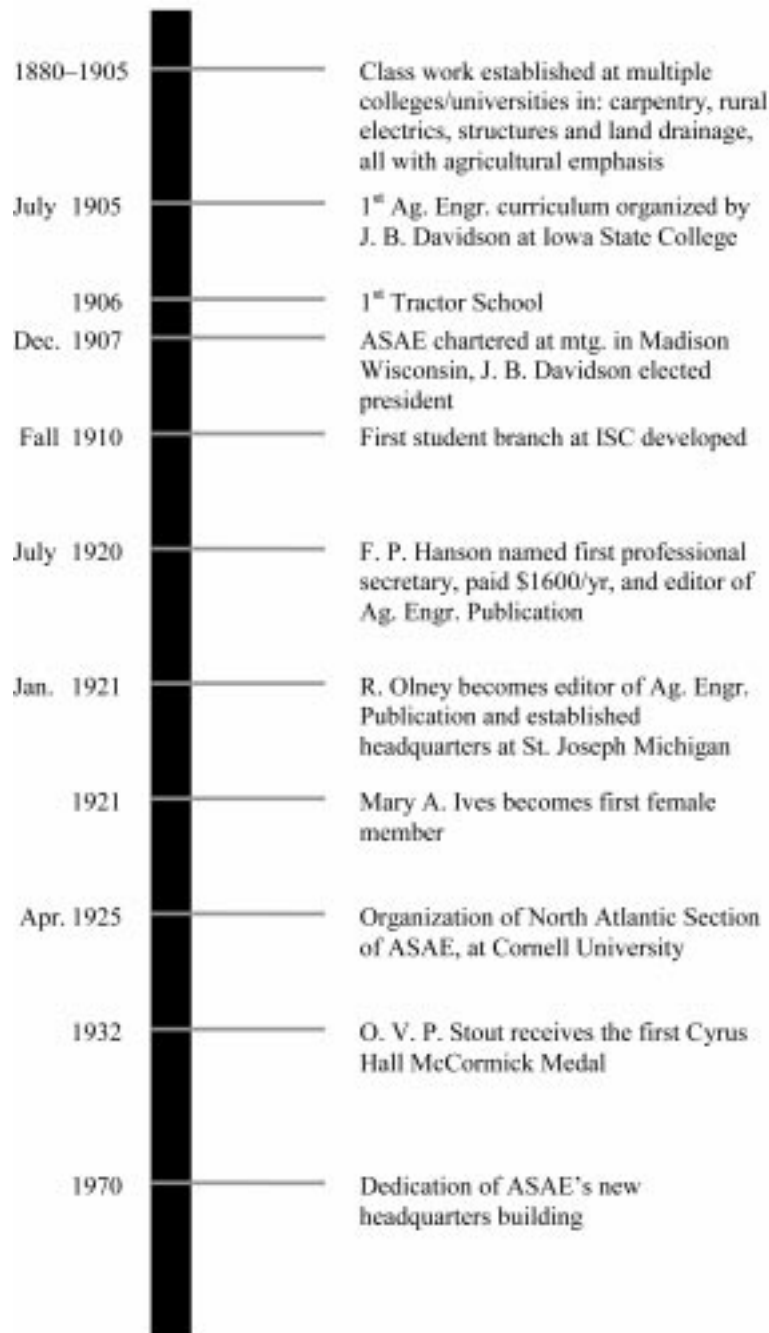 1880–1905 Class work established at multiple
colleges/universities in: carpentry, rural
electrics, structures and land drainage,
all with agricultural emphasis
July 1905 1st Ag. Engr. curriculum organized by
J. B. Davidson at Iowa State College
1906 1st Tractor School
Dec. 1907 ASAE chartered at mtg. in Madison
Wisconsin, J. B. Davidson elected
president
Fall 1910 First student branch at ISC developed
July 1920 F. P. Hanson named first professional
secretary, paid $1600/yr, and editor of
Ag. Engr. Publication
Jan. 1921 R. Olney becomes editor of Ag. Engr.
Publication and established
headquarters at St. Joseph Michigan
1921 Mary A. Ives becomes first female
member
Apr. 1925 Organization of North Atlantic Section
of ASAE, at Cornell University
1932 O. V. P. Stout receives the first Cyrus
Hall McCormick Medal
1970 Dedication of ASAE's new
headquarters building